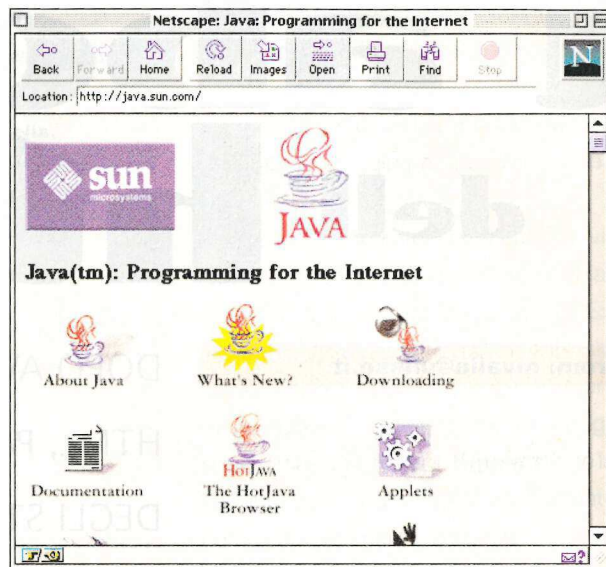 Netscape: Java: Programming for the Internet
Back Forward Home Reload Images Open Print Find Stop
N
Location: http://java.sun.com/
sun
microsystems
JAVA
Java(tm): Programming for the Internet
About Java What's New? Downloading
HOTJAVA
Documentation The HotJava Browser Applets